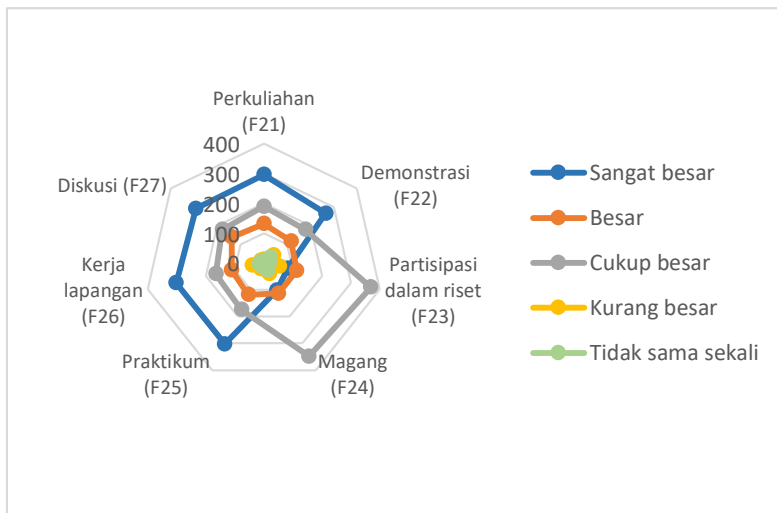 Perkuliahan
(F21)
400
300
200
100
0
Demonstrasi
(F22)
Partisipasi
dalam riset
(F23)
Magang
(F24)
Praktikum
(F25)
Kerja
lapangan
(F26)
Diskusi (F27)
Sangat besar
Besar
Cukup besar
Kurang besar
Tidak sama sekali